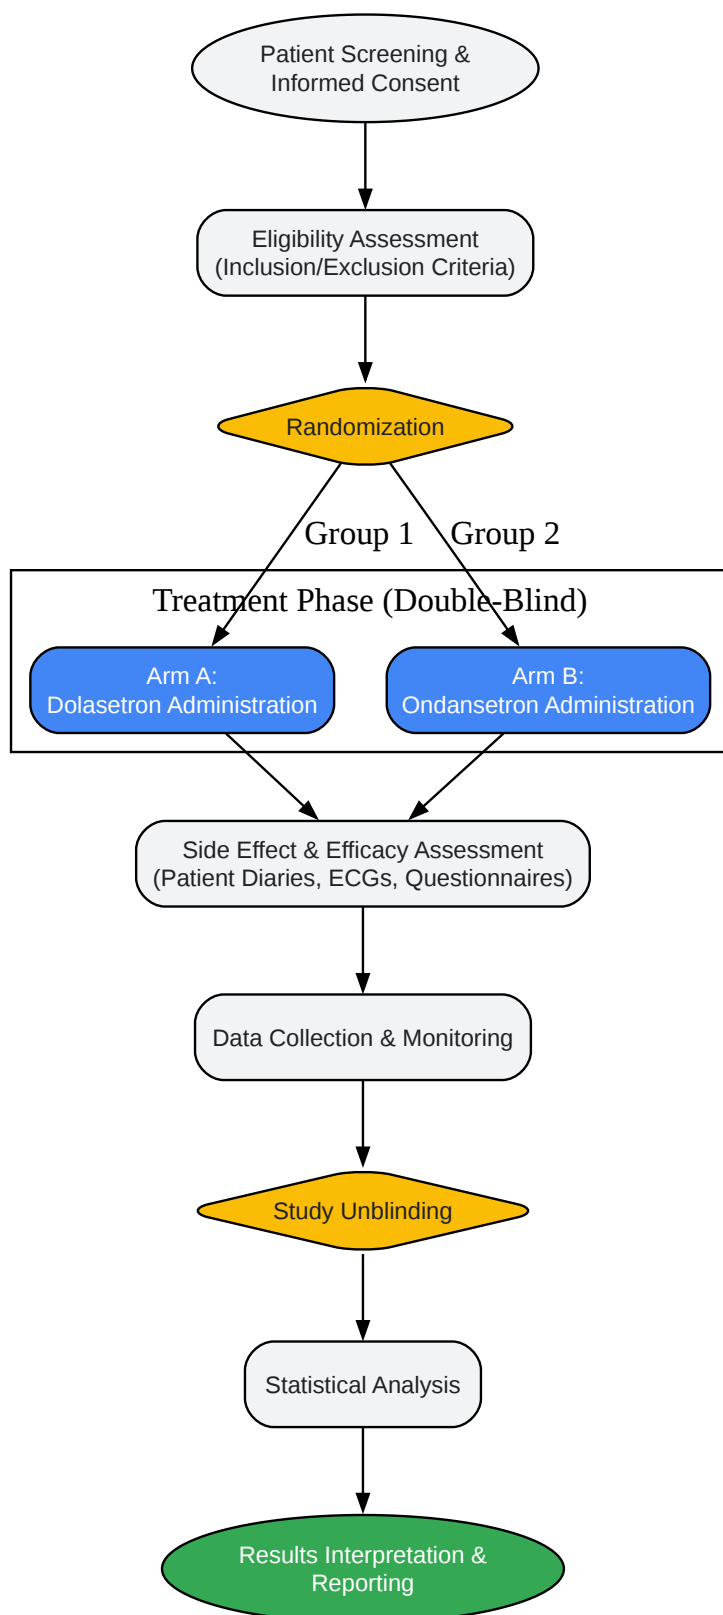 Patient Screening &
Informed Consent
Eligibility Assessment
(Inclusion/Exclusion Criteria)
Randomization
Group 1
Group 2
Treatment Phase (Double-Blind)
Arm A:
Dolasetron Administration
Arm B:
Ondansetron Administration
Side Effect & Efficacy Assessment
(Patient Diaries, ECGs, Questionnaires)
Data Collection & Monitoring
Study Unblinding
Statistical Analysis
Results Interpretation &
Reporting